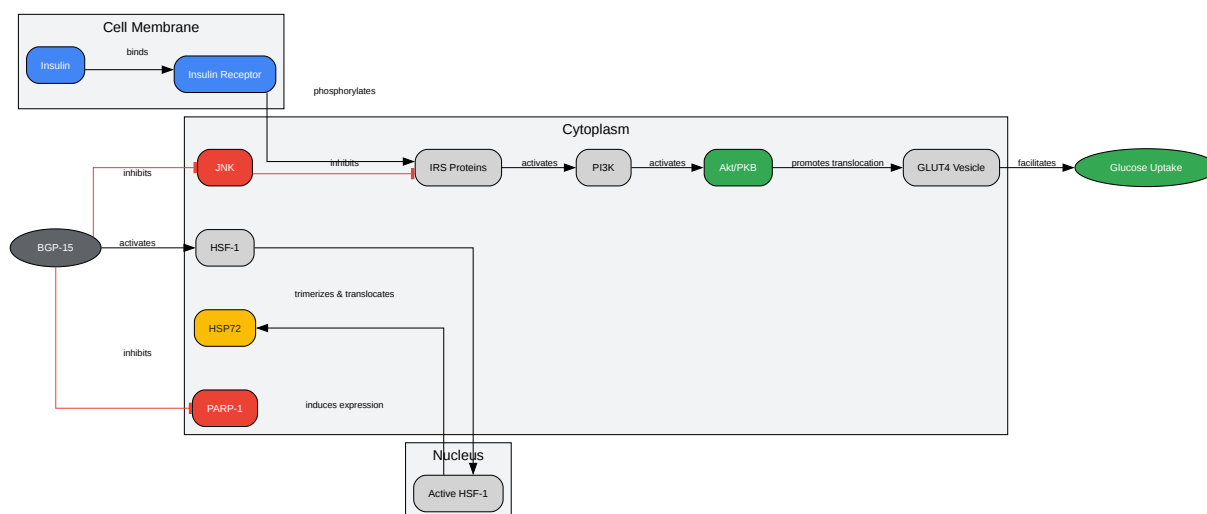 Cell Membrane
Insulin
binds
Insulin Receptor
phosphorylates
Cytoplasm
inhibits
JNK
inhibits
IRS Proteins
activates
PI3K
activates
Akt/PKB
promotes translocation
GLUT4 Vesicle
facilitates
Glucose Uptake
BGP-15
activates
HSF-1
trimerizes & translocates
HSP72
inhibits
PARP-1
induces expression
Nucleus
Active HSF-1